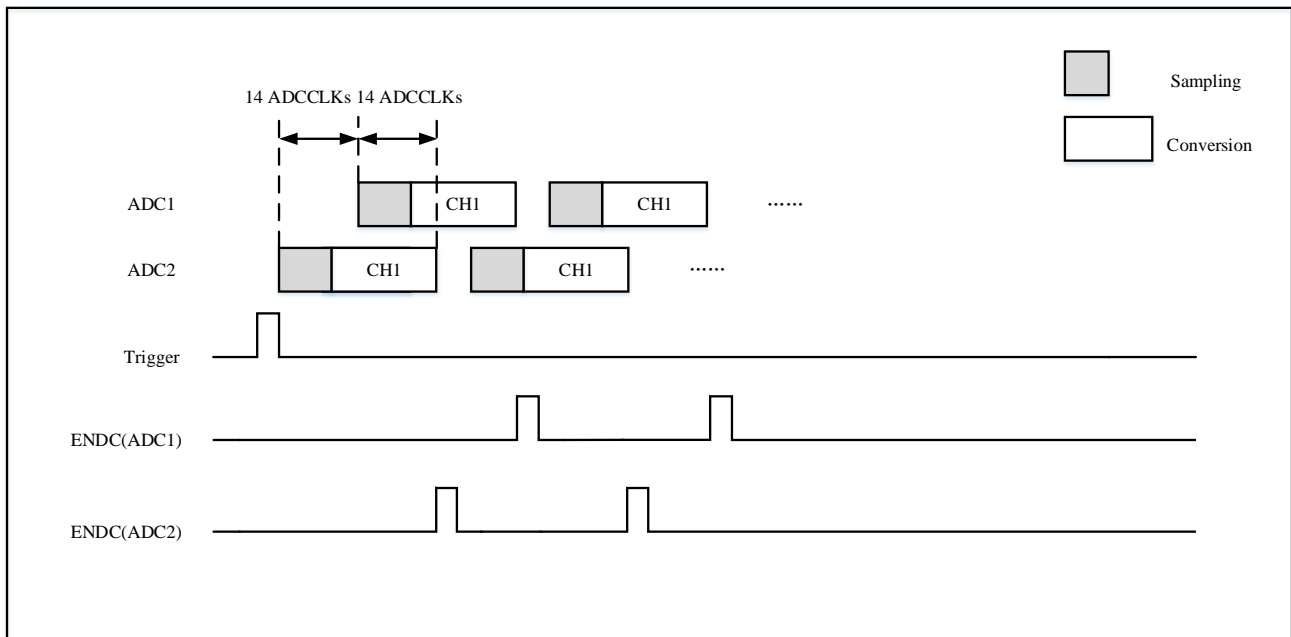 Sampling
14 ADCCLKs 14 ADCCLKs
Conversion
ADC1 CH1 CH1 ......
ADC2 CH1 CH1 ......
Trigger
ENDC(ADC1)
ENDC(ADC2)